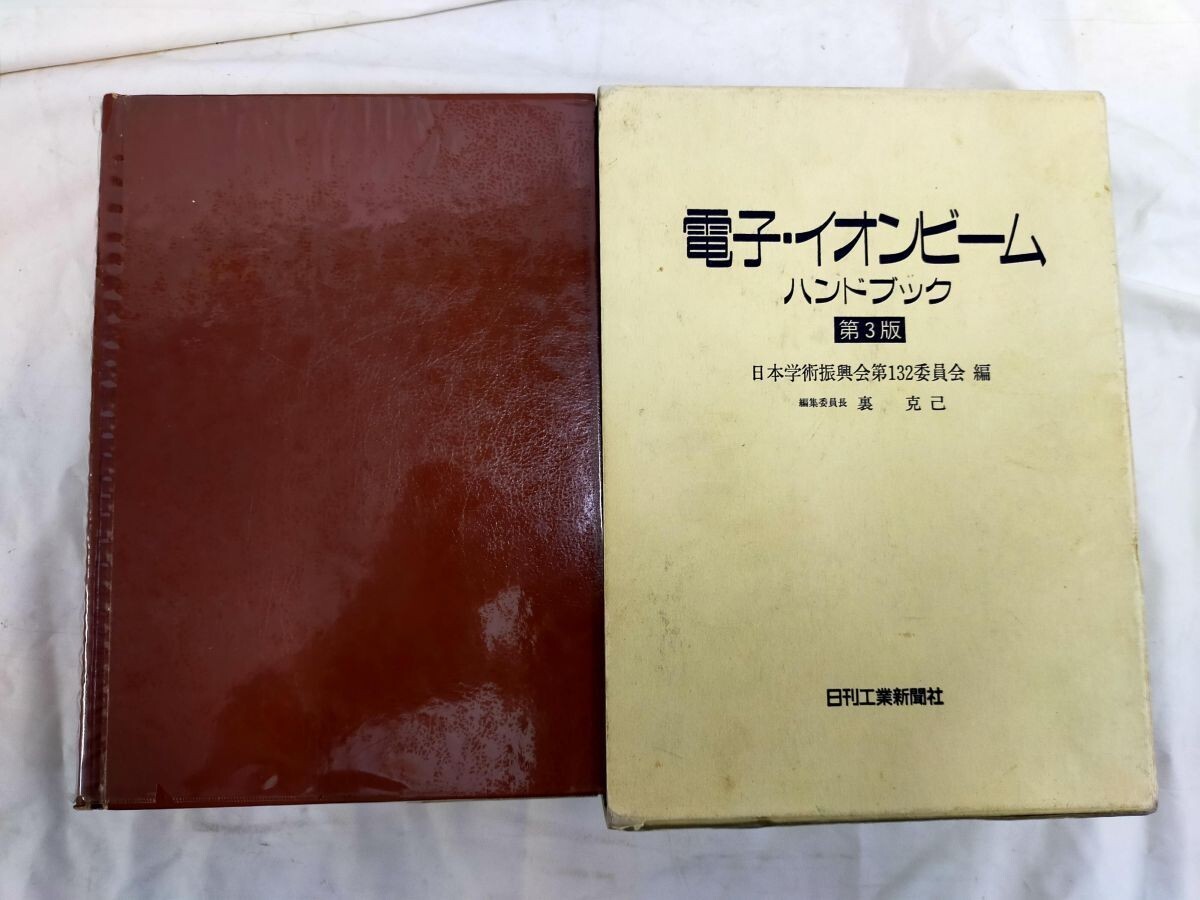 電子・イオンビーム
ハンドブック
第3版
日本学術振興会第132委員会 編
編集委員長 裏 克己
日刊工業新聞社